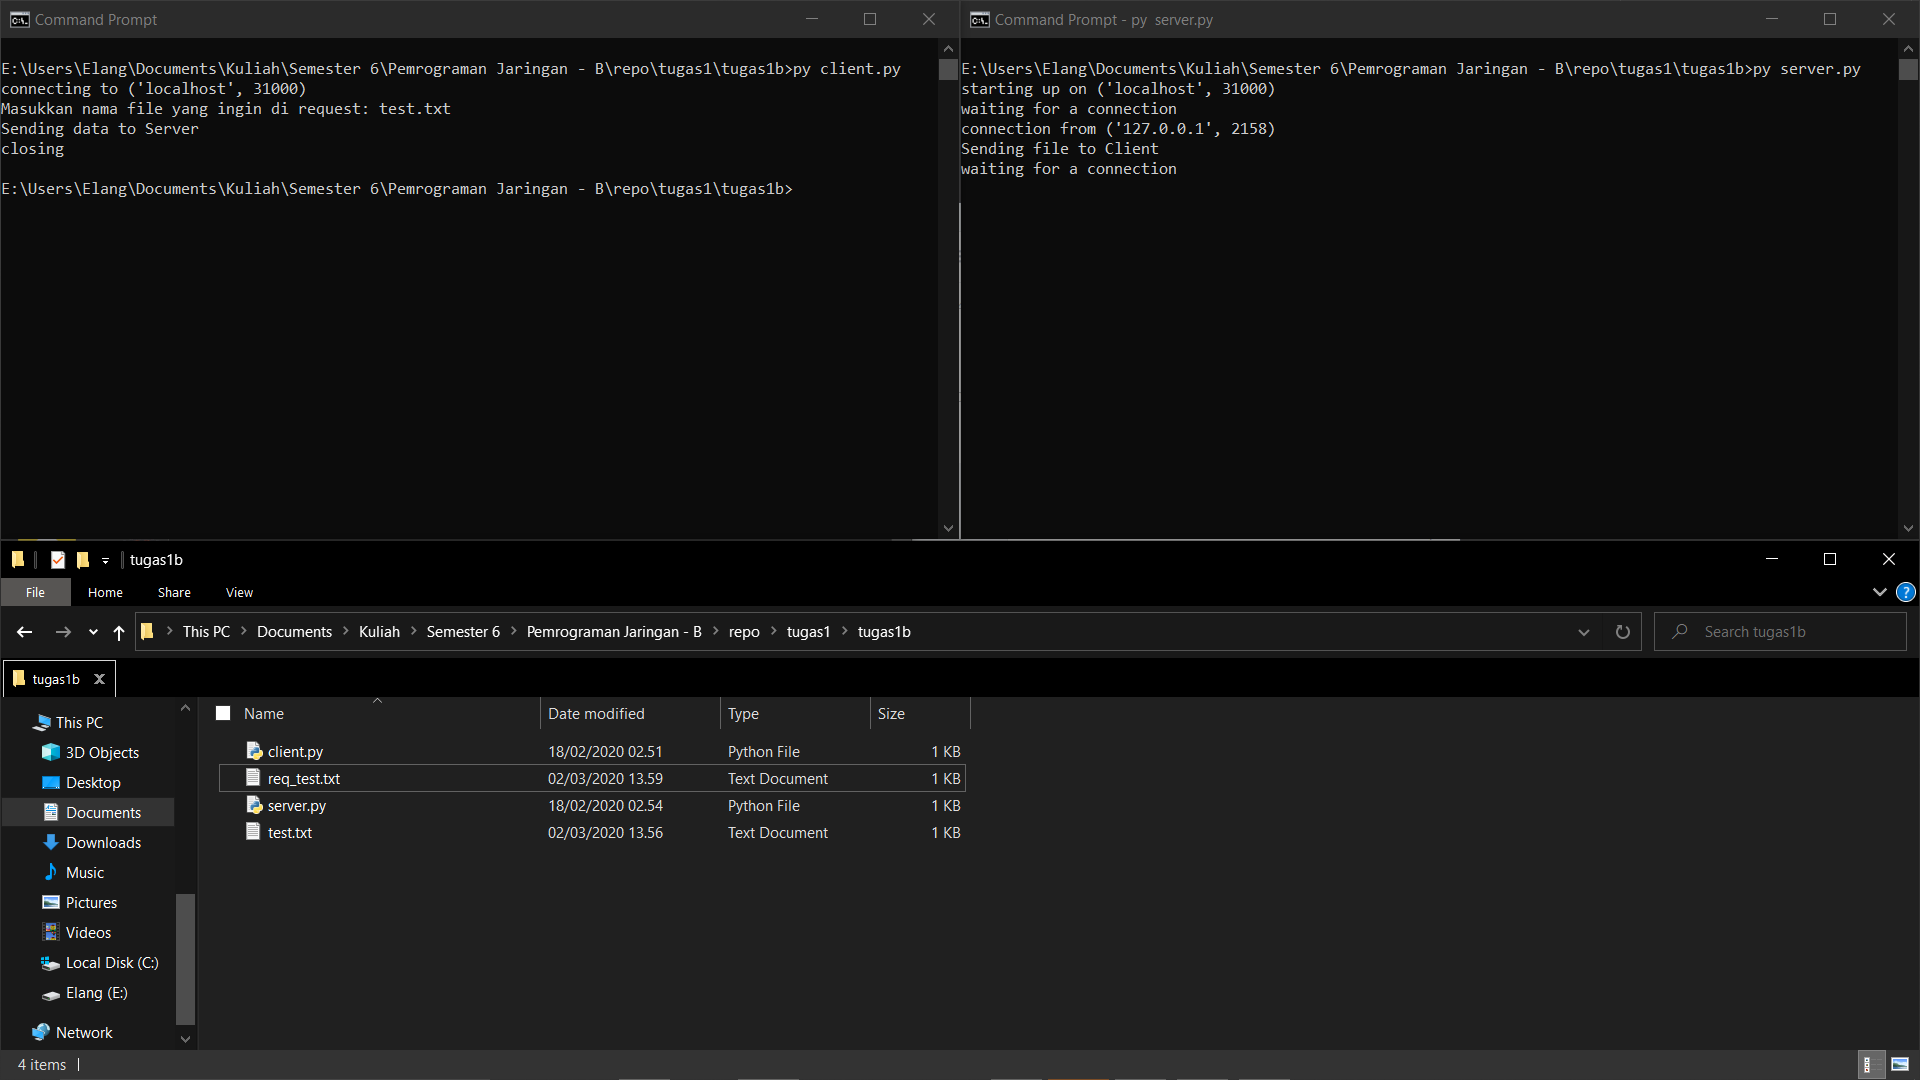 Command Prompt
E:\Users\Elang\Documents\Kuliah\Semester 6\Pemrograman Jaringan - B\repo\tugas1\tugas1b>py client.py
connecting to ('localhost', 31000)
Masukkan nama file yang ingin di request: test.txt
Sending data to Server
closing
E:\Users\Elang\Documents\Kuliah\Semester 6\Pemrograman Jaringan - B\repo\tugas1\tugas1b>
Command Prompt - py  server.py
E:\Users\Elang\Documents\Kuliah\Semester 6\Pemrograman Jaringan - B\repo\tugas1\tugas1b>py server.py
starting up on ('localhost', 31000)
waiting for a connection
connection from ('127.0.0.1', 2158)
Sending file to Client
waiting for a connection
tugas1b
File Home Share View
This PC Documents Kuliah Semester 6 Pemrograman Jaringan - B repo tugas1 tugas1b
Search tugas1b
tugas1b
This PC
3D Objects
Desktop
Documents
Downloads
Music
Pictures
Videos
Local Disk (C:)
Elang (E:)
Network
Name Date modified Type Size
client.py 18/02/2020 02.51 Python File 1 KB
req_test.txt 02/03/2020 13.59 Text Document 1 KB
server.py 18/02/2020 02.54 Python File 1 KB
test.txt 02/03/2020 13.56 Text Document 1 KB
4 items